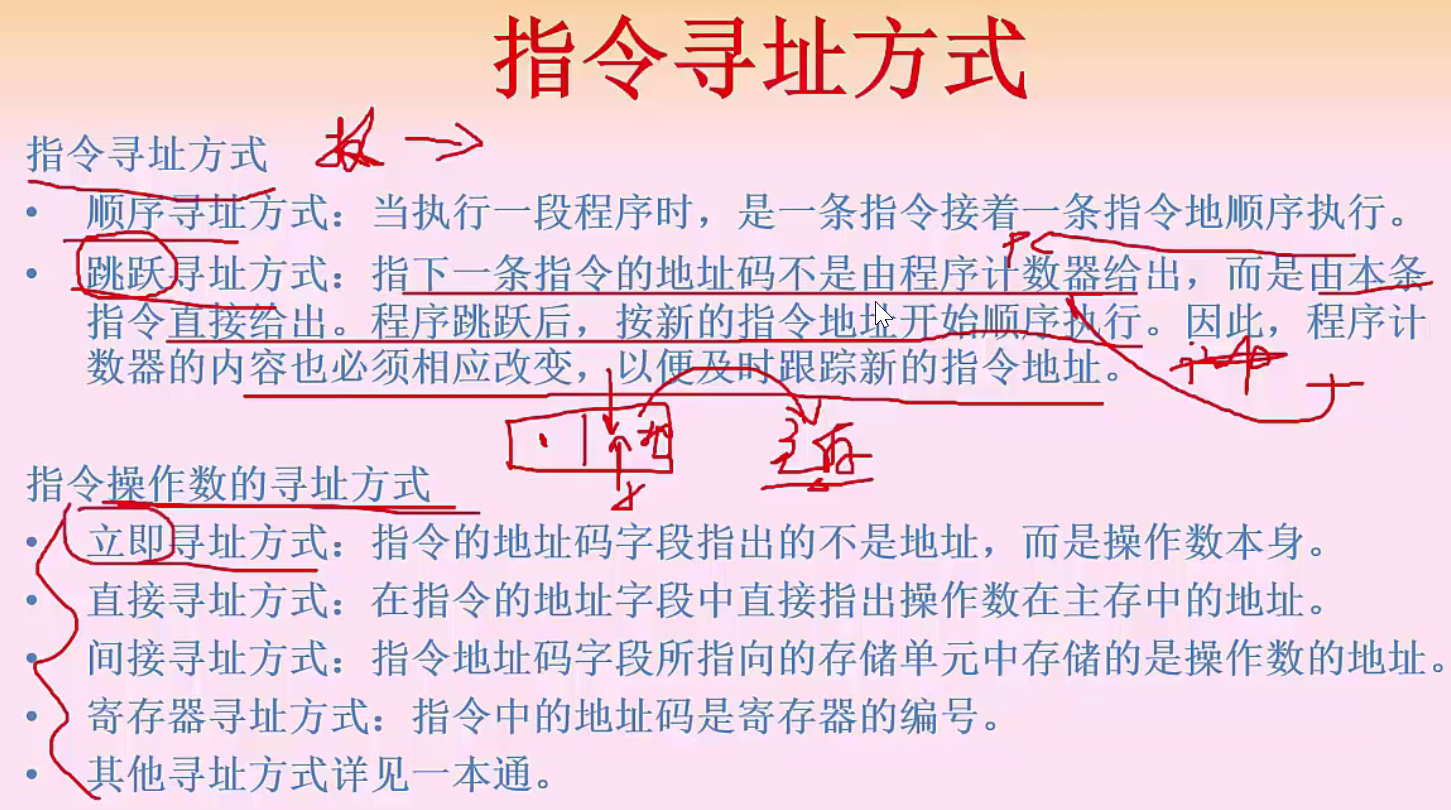 指令寻址方式
指令寻址方式
• 顺序寻址方式：当执行一段程序时，是一条指令接着一条指令地顺序执行。
• 跳跃寻址方式：指下一条指令的地址码不是由程序计数器给出，而是由本条
指令直接给出。程序跳跃后，按新的指令地址开始顺序执行。因此，程序计
数器的内容也必须相应改变，以便及时跟踪新的指令地址。
主存
指令操作数的寻址方式
• 立即寻址方式：指令的地址码字段指出的不是地址，而是操作数本身。
• 直接寻址方式：在指令的地址字段中直接指出操作数在主存中的地址。
• 间接寻址方式：指令地址码字段所指向的存储单元中存储的是操作数的地址。
• 寄存器寻址方式：指令中的地址码是寄存器的编号。
• 其他寻址方式详见一本通。